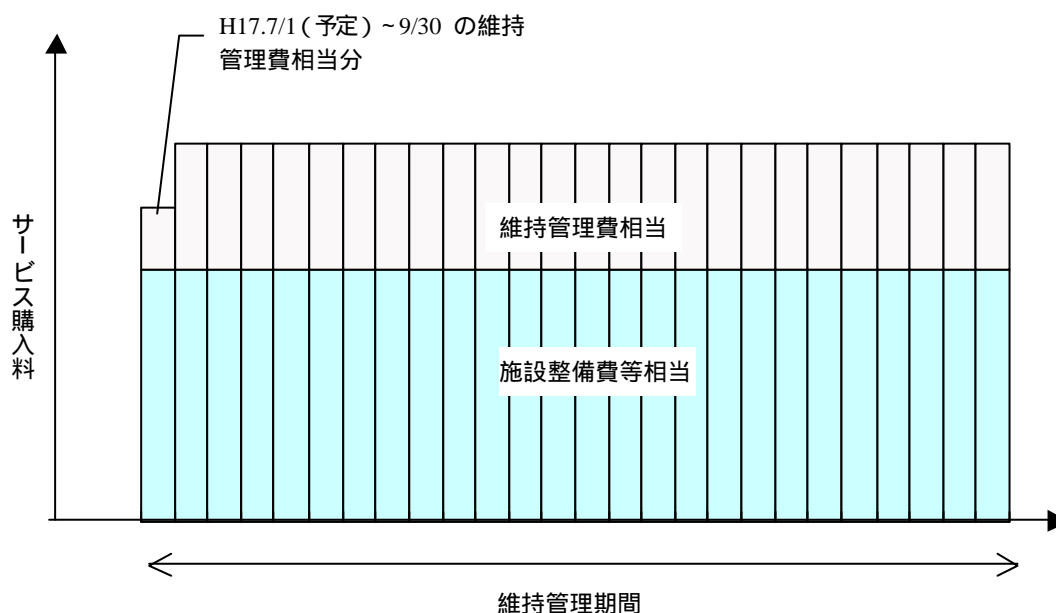 H17.7/1(予定)~9/30 の維持
管理費相当分
サービス購入料
維持管理費相当
施設整備費等相当
維持管理期間